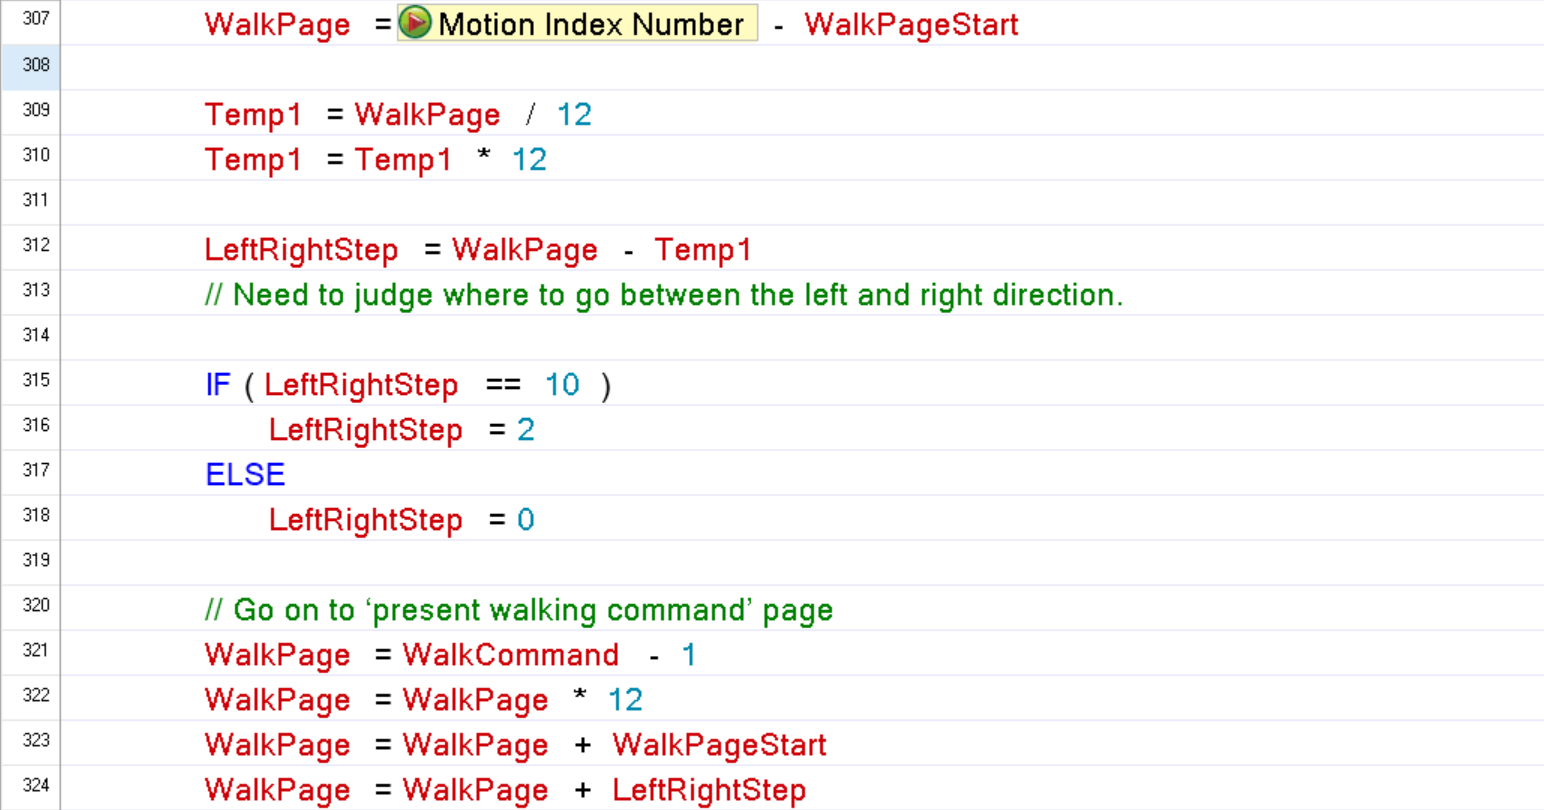 307 WalkPage = Motion Index Number - WalkPageStart
308
309 Temp1 = WalkPage / 12
310 Temp1 = Temp1 * 12
311
312 LeftRightStep = WalkPage - Temp1
313 // Need to judge where to go between the left and right direction.
314
315 IF ( LeftRightStep == 10 )
316 LeftRightStep = 2
317 ELSE
318 LeftRightStep = 0
319
320 // Go on to ‘present walking command’ page
321 WalkPage = WalkCommand - 1
322 WalkPage = WalkPage * 12
323 WalkPage = WalkPage + WalkPageStart
324 WalkPage = WalkPage + LeftRightStep